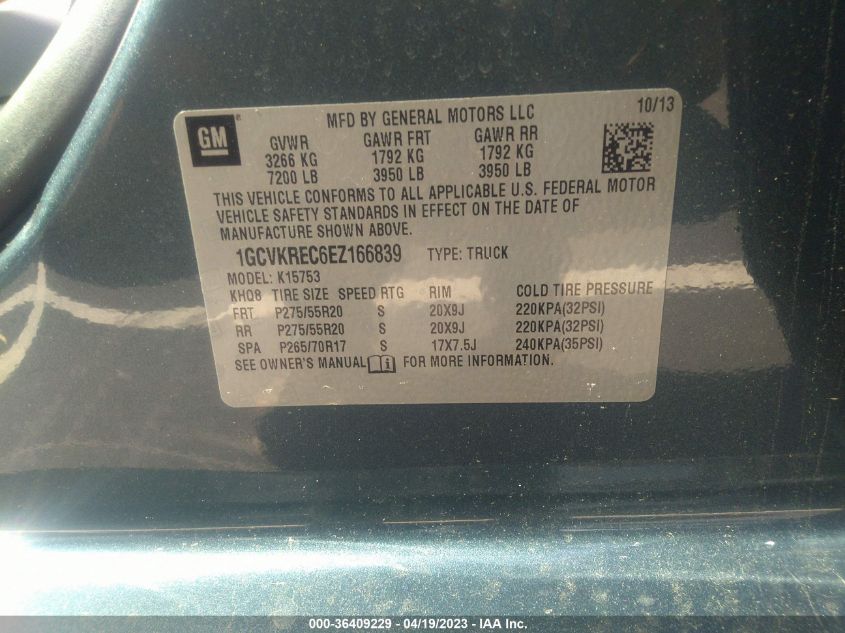 MFD BY GENERAL MOTORS LLC 10/13
GM
GVWR GAWR FRT GAWR RR
3266 KG 1792 KG 1792 KG
7200 LB 3950 LB 3950 LB
THIS VEHICLE CONFORMS TO ALL APPLICABLE U.S. FEDERAL MOTOR
VEHICLE SAFETY STANDARDS IN EFFECT ON THE DATE OF
MANUFACTURE SHOWN ABOVE.
1GCVKREC6EZ166839 TYPE: TRUCK
MODEL: K15753
KHQ8 TIRE SIZE SPEED RTG RIM COLD TIRE PRESSURE
FRT P275/55R20 S 20X9J 220KPA(32PSI)
RR P275/55R20 S 20X9J 220KPA(32PSI)
SPA P265/70R17 S 17X7.5J 240KPA(35PSI)
SEE OWNER'S MANUAL i FOR MORE INFORMATION.
000-36409229 - 04/19/2023 - IAA Inc.